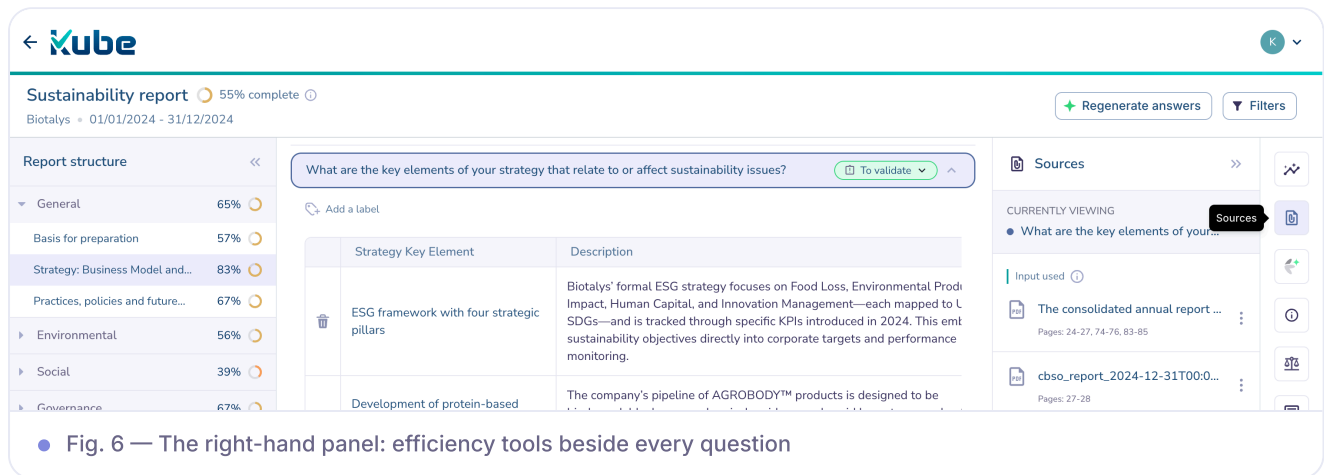 Kube
K
Sustainability report 55% complete
Biotalys • 01/01/2024 - 31/12/2024
Regenerate answers
Filters
Report structure
General 65%
Basis for preparation 57%
Strategy: Business Model and... 83%
Practices, policies and future... 67%
Environmental 56%
Social 39%
Governance 67%
What are the key elements of your strategy that relate to or affect sustainability issues? To validate
Add a label
Strategy Key Element Description
ESG framework with four strategic
pillars
Biotalys' formal ESG strategy focuses on Food Loss, Environmental Produ
Impact, Human Capital, and Innovation Management—each mapped to U
SDGs—and is tracked through specific KPIs introduced in 2024. This emb
sustainability objectives directly into corporate targets and performance
monitoring.
Development of protein-based
The company's pipeline of AGROBODY™ products is designed to be
Sources
CURRENTLY VIEWING
What are the key elements of your...
Sources
Input used
PDF
The consolidated annual report ...
Pages: 24-27, 74-76, 83-85
PDF
cbso_report_2024-12-31T00:0...
Pages: 27-28
Fig. 6 — The right-hand panel: efficiency tools beside every question